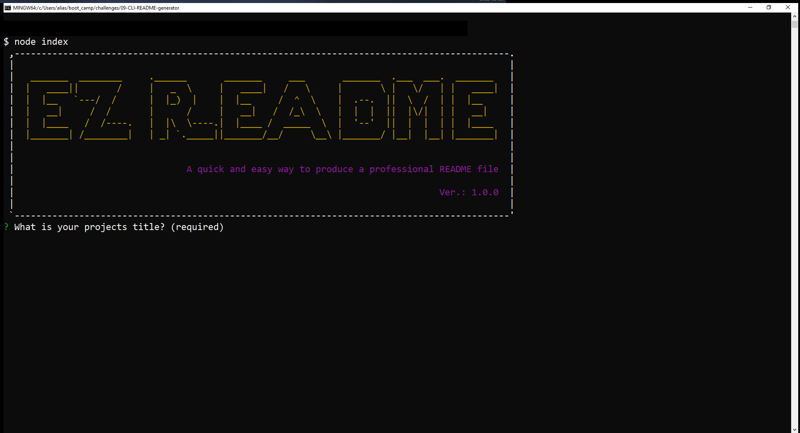 MINGW64:/c/Users/alias/boot_camp/challenges/09-CLI-README-generator
$ node index
EZ README
A quick and easy way to produce a professional README file
Ver.: 1.0.0
? What is your projects title? (required)